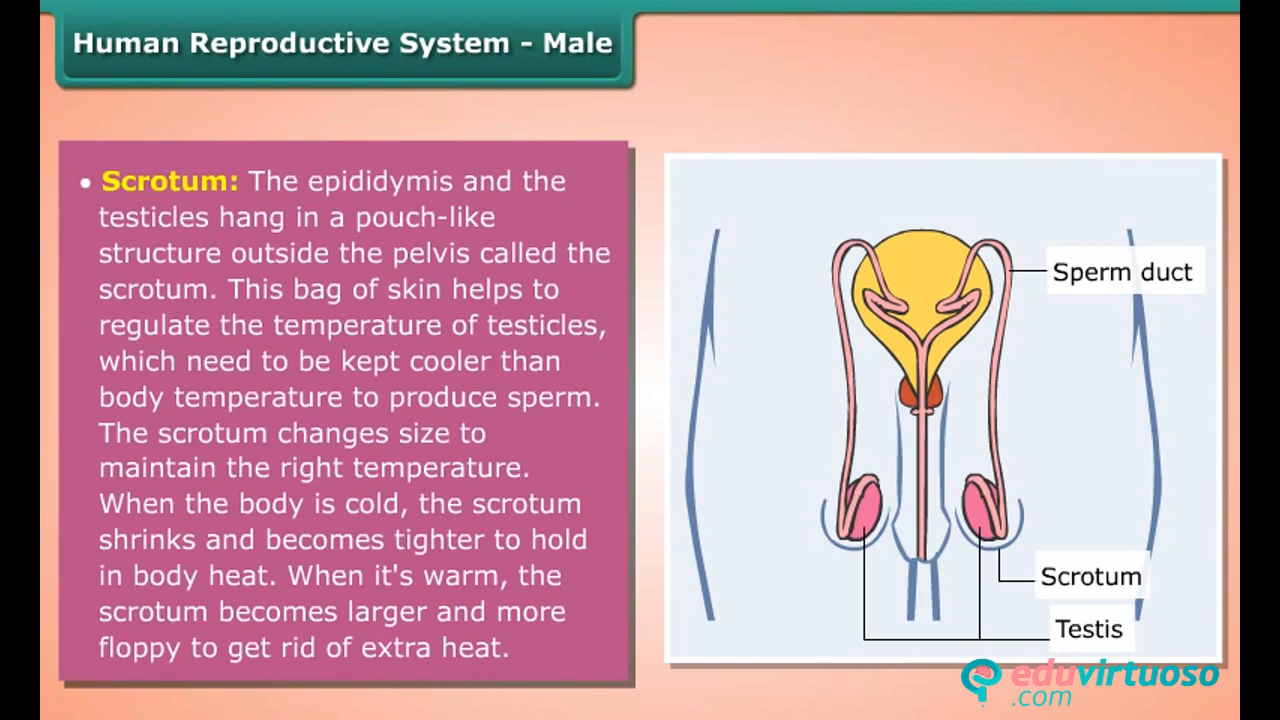 Human Reproductive System - Male
• Scrotum: The epididymis and the
testicles hang in a pouch-like
structure outside the pelvis called the
scrotum. This bag of skin helps to
regulate the temperature of testicles,
which need to be kept cooler than
body temperature to produce sperm.
The scrotum changes size to
maintain the right temperature.
When the body is cold, the scrotum
shrinks and becomes tighter to hold
in body heat. When it's warm, the
scrotum becomes larger and more
floppy to get rid of extra heat.
Sperm duct
Scrotum
Testis
eduvirtuoso
.com